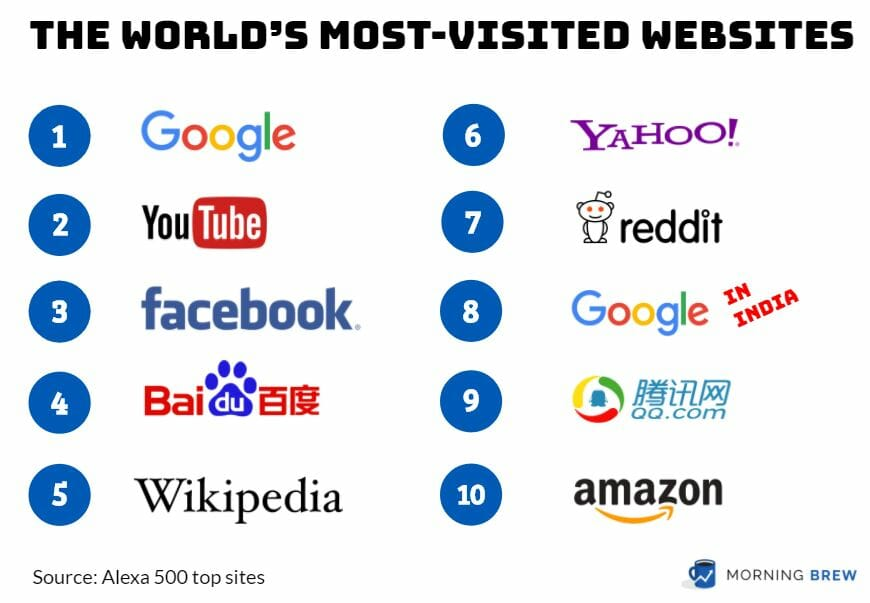 THE WORLD'S MOST-VISITED WEBSITES
1 Google
2 YouTube
3 facebook
4 Baidu百度
5 Wikipedia
6 YAHOO!
7 reddit
8 Google IN INDIA
9 腾讯网 QQ.com
10 amazon
Source: Alexa 500 top sites
MORNING BREW